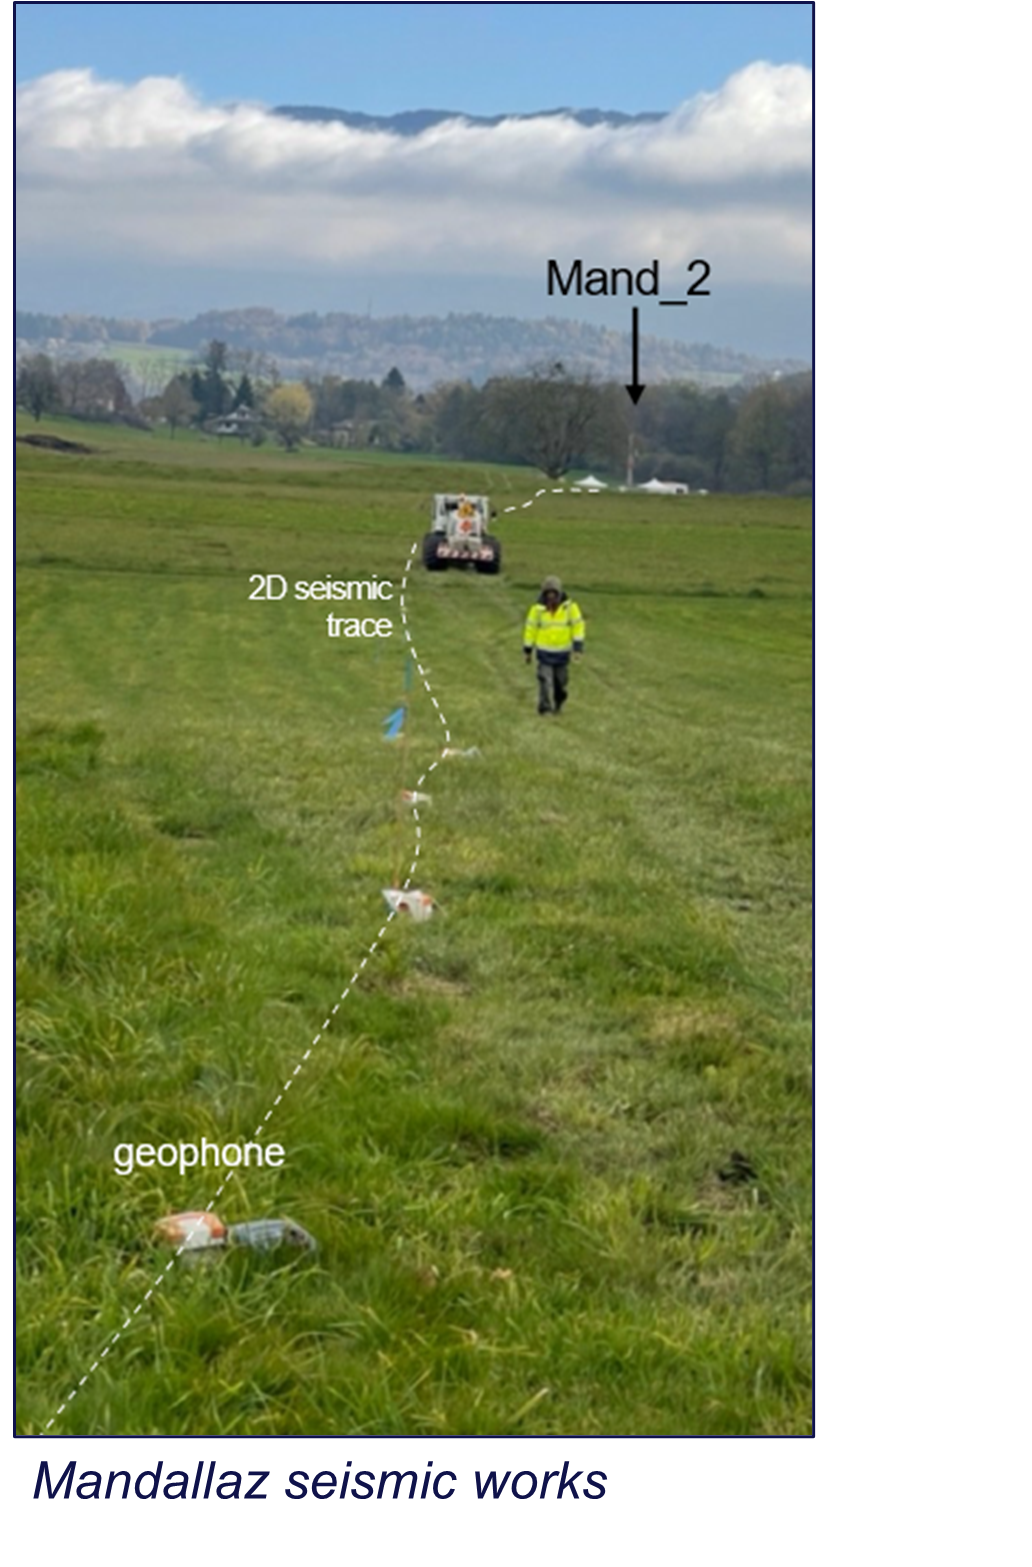 Mand_2
2D seismic
trace
geophone
Mandallaz seismic works